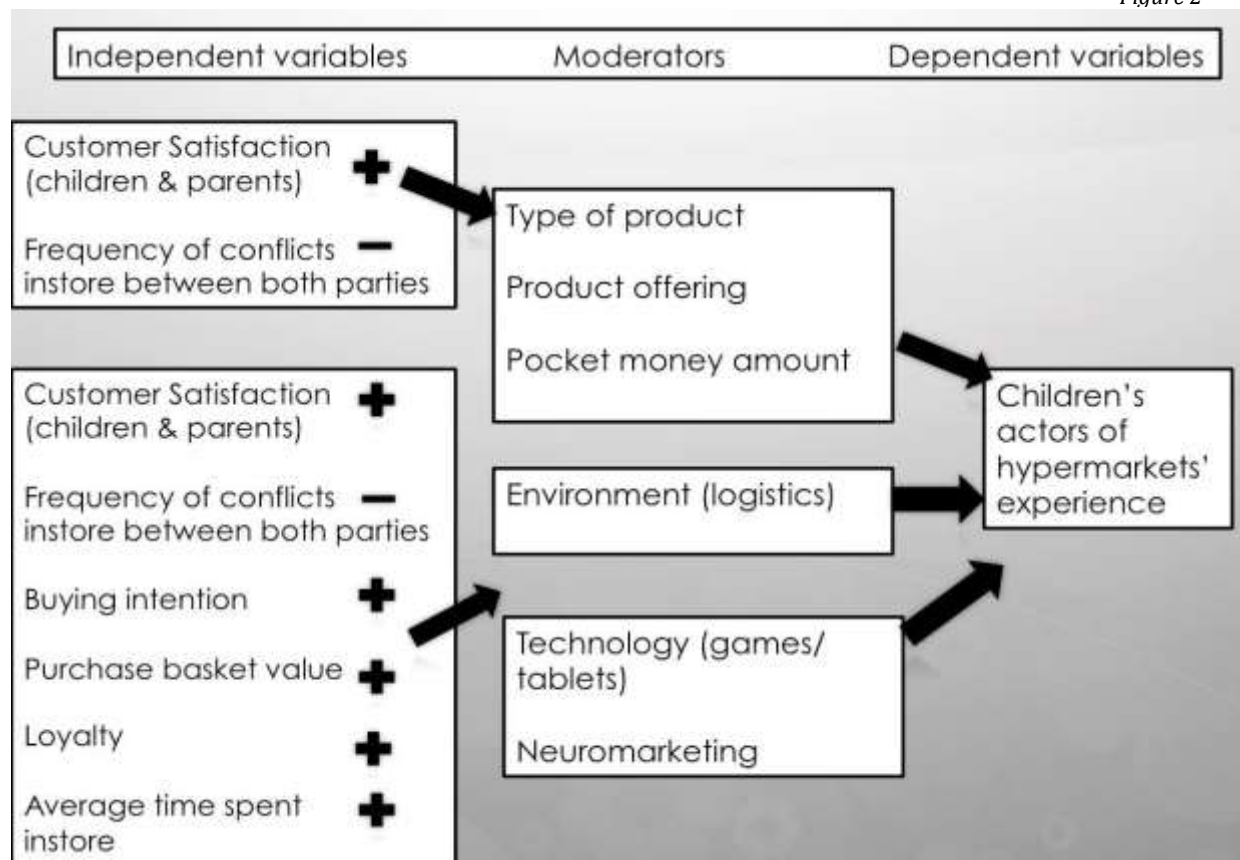 Figure 2
Independent variables Moderators Dependent variables
Customer Satisfaction +
(children & parents)
Frequency of conflicts −
instore between both parties
Customer Satisfaction +
(children & parents)
Frequency of conflicts −
instore between both parties
Buying intention +
Purchase basket value +
Loyalty +
Average time spent +
instore
Type of product
Product offering
Pocket money amount
Environment (logistics)
Technology (games/
tablets)
Neuromarketing
Children's
actors of
hypermarkets'
experience